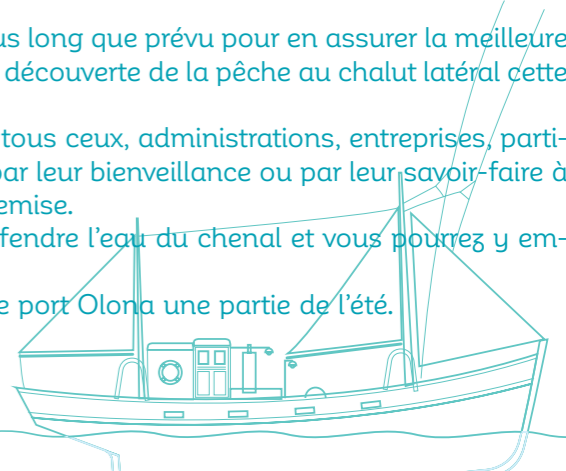 us long que prévu pour en assurer la meilleure
découverte de la pêche au chalut latéral cette
tous ceux, administrations, entreprises, parti-
par leur bienveillance ou par leur savoir-faire à
emise.
fendre l'eau du chenal et vous pourrez y em-
e port Olona une partie de l'été.